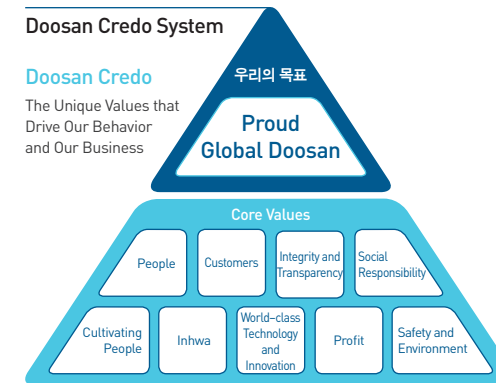 Doosan Credo System
Doosan Credo
The Unique Values that
Drive Our Behavior
and Our Business
우리의 목표
Proud
Global Doosan
Core Values
People
Customers
Integrity and
Transparency
Social
Responsibility
Cultivating
People
Inhwa
World-class
Technology
and
Innovation
Profit
Safety and
Environment